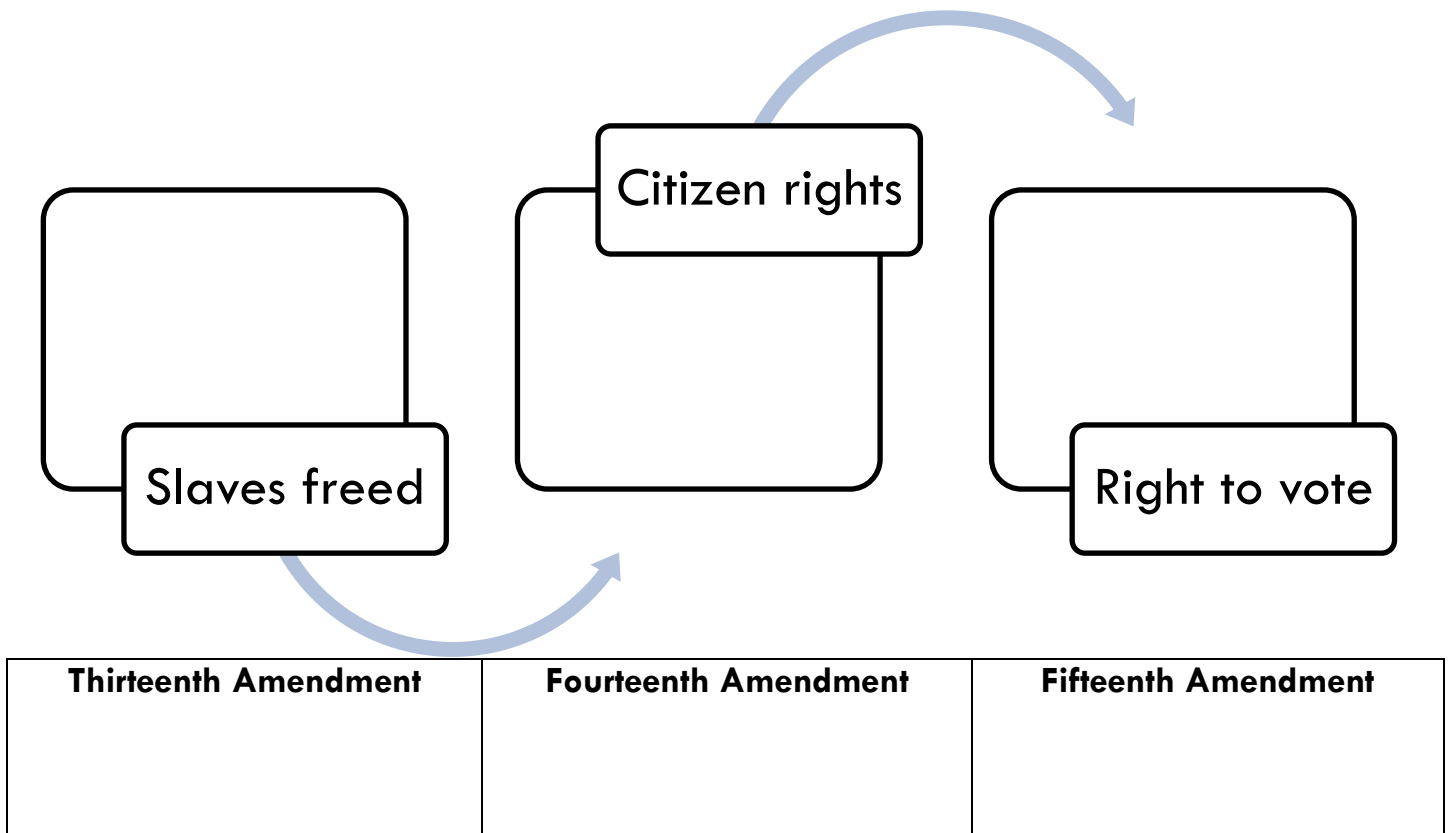 Slaves freed
Citizen rights
Right to vote
Thirteenth Amendment
Fourteenth Amendment
Fifteenth Amendment